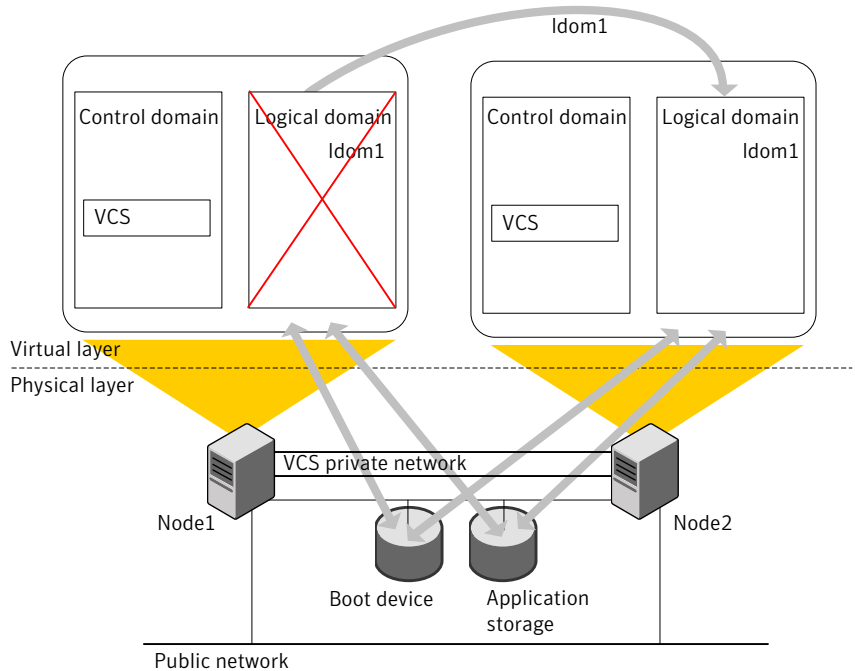 ldom1
Control domain
Logical domain
ldom1
VCS
Control domain
Logical domain
ldom1
VCS
Virtual layer
Physical layer
VCS private network
Node1
Node2
Boot device
Application
storage
Public network